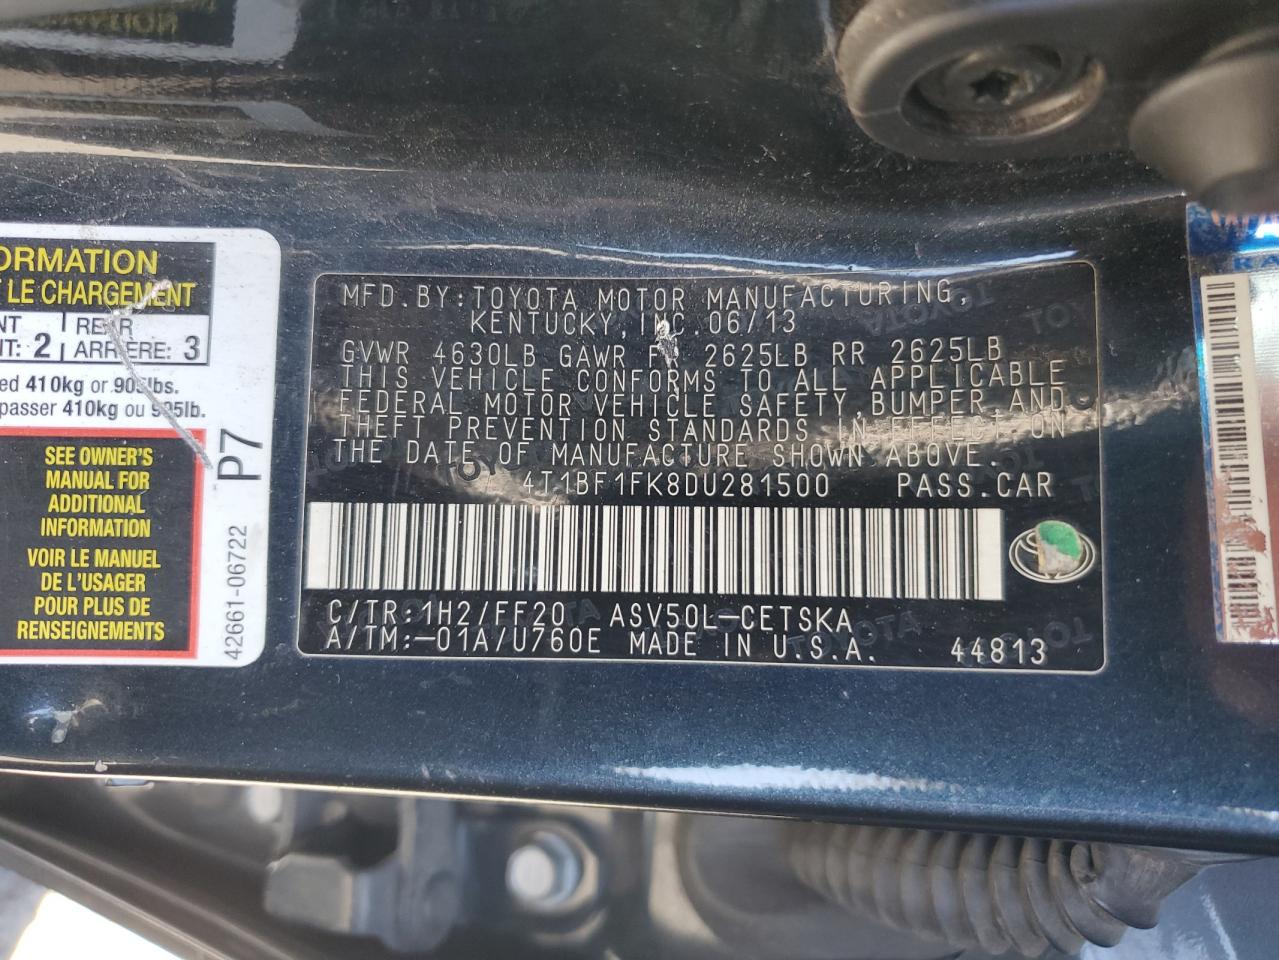 ORMATION
T LE CHARGEMENT
NT 2 | REAR 3
T: ARRIÈRE:
ed 410kg or 905lbs.
passer 410kg ou 905lb.
SEE OWNER'S
MANUAL FOR
ADDITIONAL
INFORMATION
VOIR LE MANUEL
DE L'USAGER
POUR PLUS DE
RENSEIGNEMENTS
P7
42661-06722
MFD.BY:TOYOTA MOTOR MANUFACTURING,
KENTUCKY,INC.06/13
GVWR 4630LB GAWR FR 2625LB RR 2625LB
THIS VEHICLE CONFORMS TO ALL APPLICABLE
FEDERAL MOTOR VEHICLE SAFETY,BUMPER,AND
THEFT PREVENTION STANDARDS IN EFFECT ON
THE DATE OF MANUFACTURE SHOWN ABOVE.
4T1BF1FK8DU281500 PASS.CAR
C/TR:1H2/FF20 ASV50L-CETSKA
A/TM:-01A/U760E MADE IN U.S.A. 44813